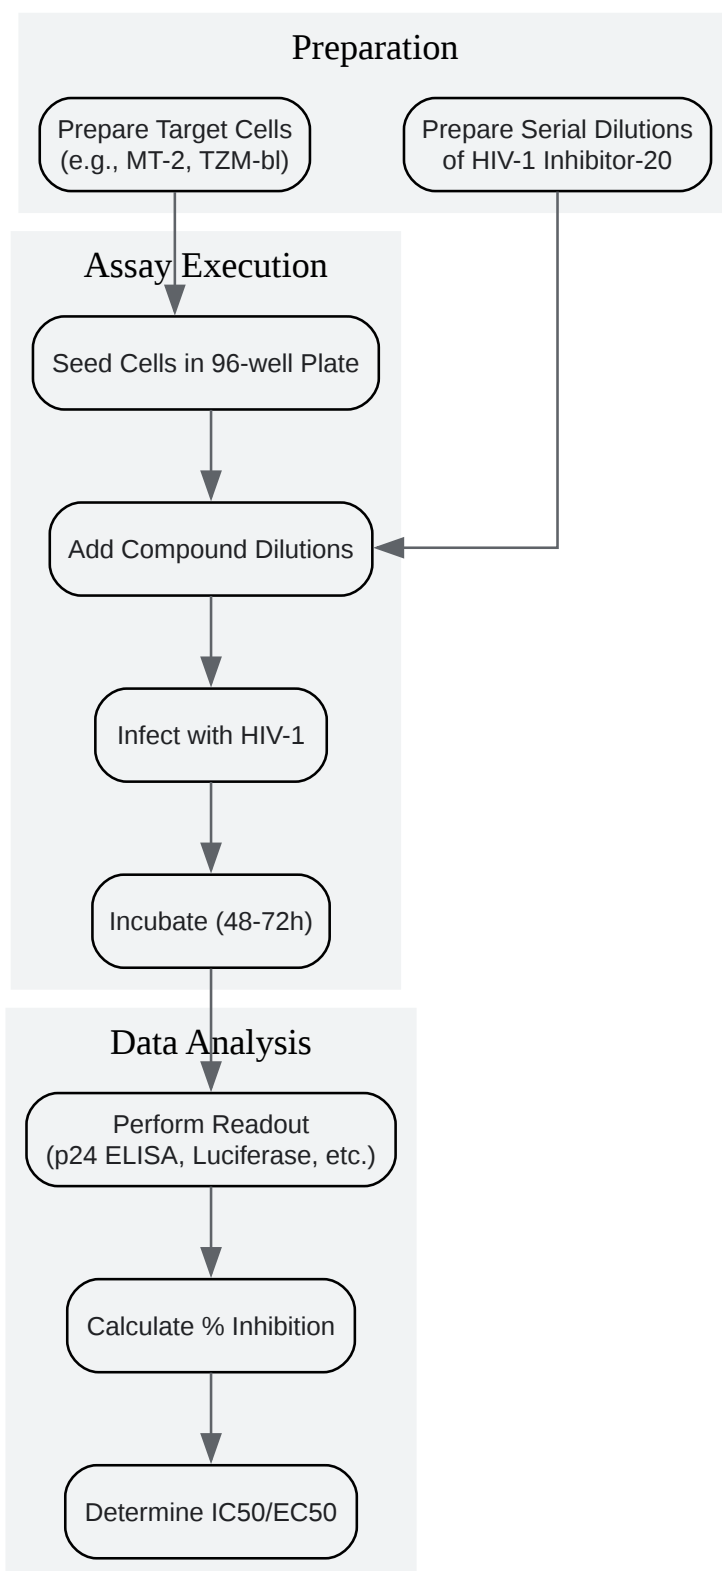 Preparation
Prepare Target Cells
(e.g., MT-2, TZM-bl)
Prepare Serial Dilutions
of HIV-1 Inhibitor-20
Assay Execution
Seed Cells in 96-well Plate
Add Compound Dilutions
Infect with HIV-1
Incubate (48-72h)
Data Analysis
Perform Readout
(p24 ELISA, Luciferase, etc.)
Calculate % Inhibition
Determine IC50/EC50